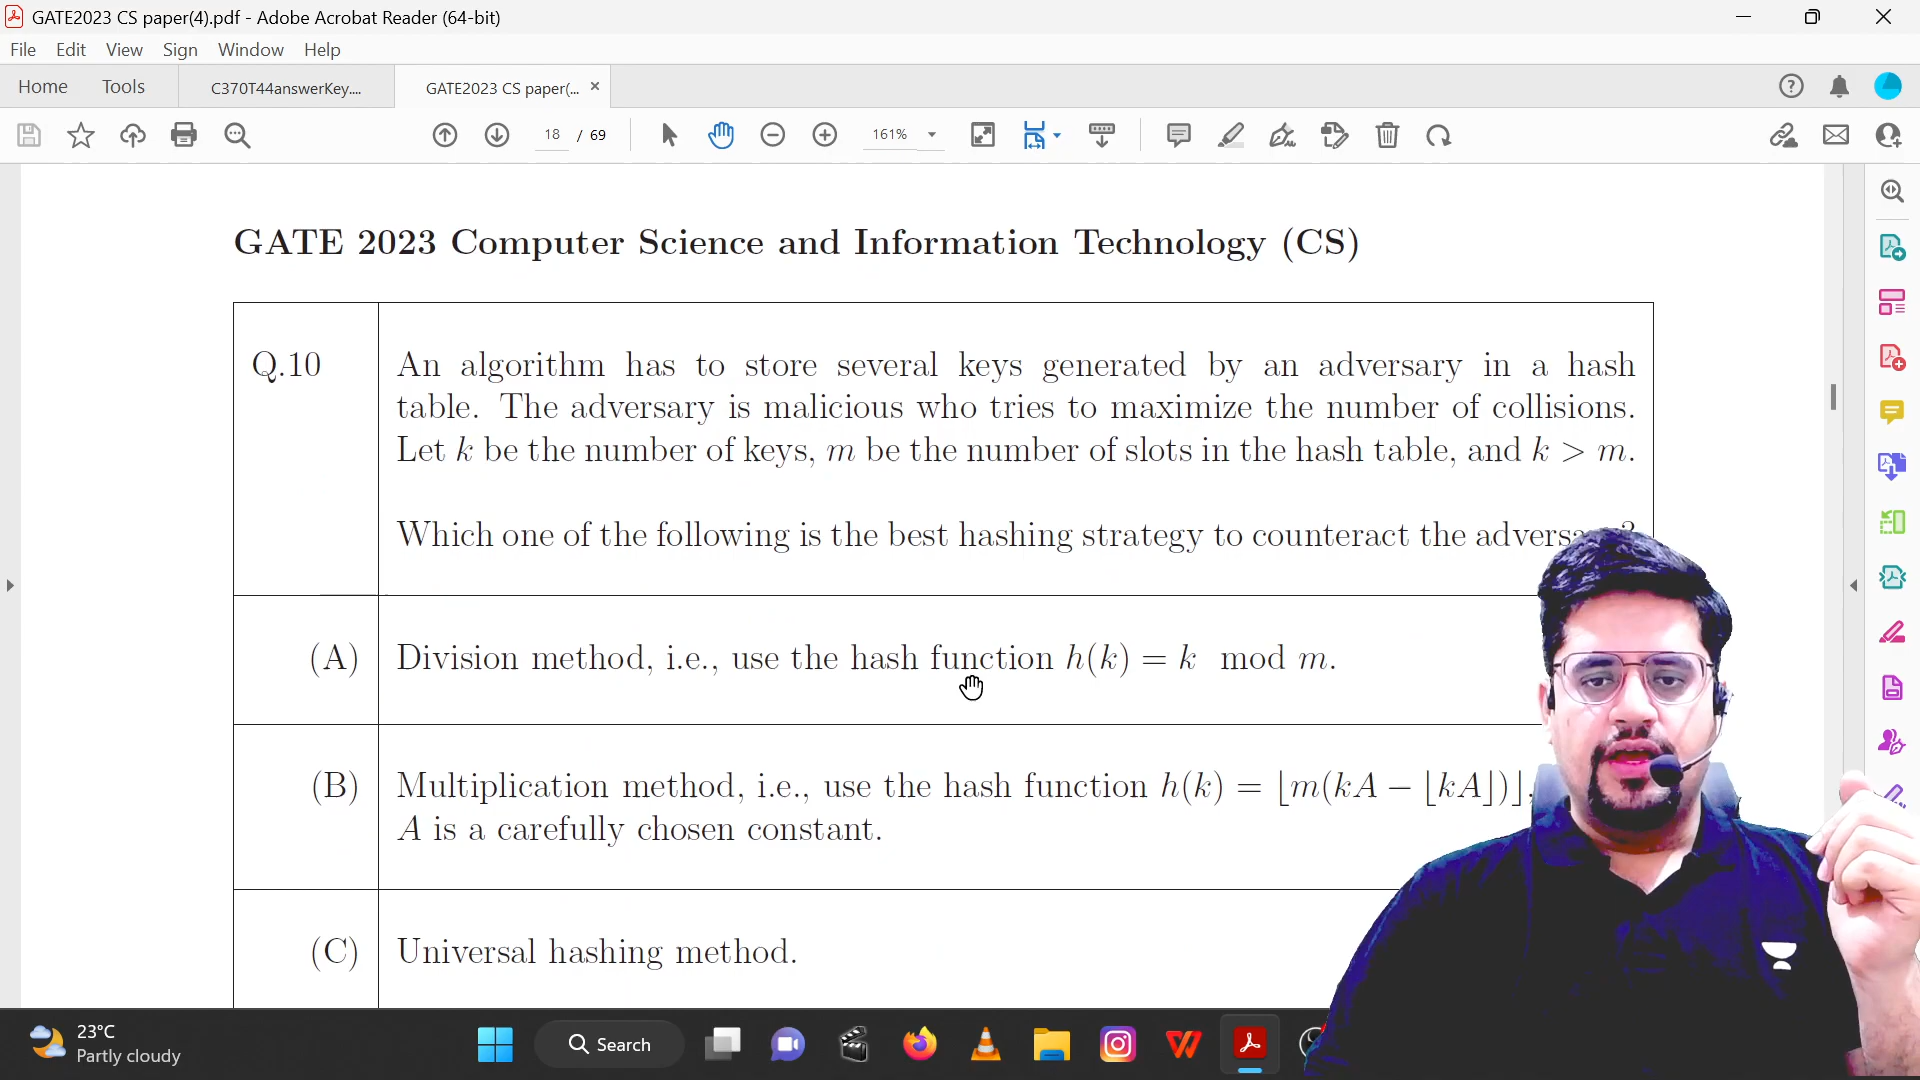 GATE2023 CS paper(4).pdf - Adobe Acrobat Reader (64-bit)
File Edit View Sign Window Help
Home Tools C370T44answerKey.... GATE2023 CS paper(...
18 / 69 161%
GATE 2023 Computer Science and Information Technology (CS)
Q.10 An algorithm has to store several keys generated by an adversary in a hash
table. The adversary is malicious who tries to maximize the number of collisions.
Let k be the number of keys, m be the number of slots in the hash table, and k > m.
Which one of the following is the best hashing strategy to counteract the
(A) Division method, i.e., use the hash function h(k) = k mod m.
(B) Multiplication method, i.e., use the hash function h(k) = ⌊m(kA − ⌊kA⌋)⌋,
A is a carefully chosen constant.
(C) Universal hashing method.
23°C
Partly cloudy
Search